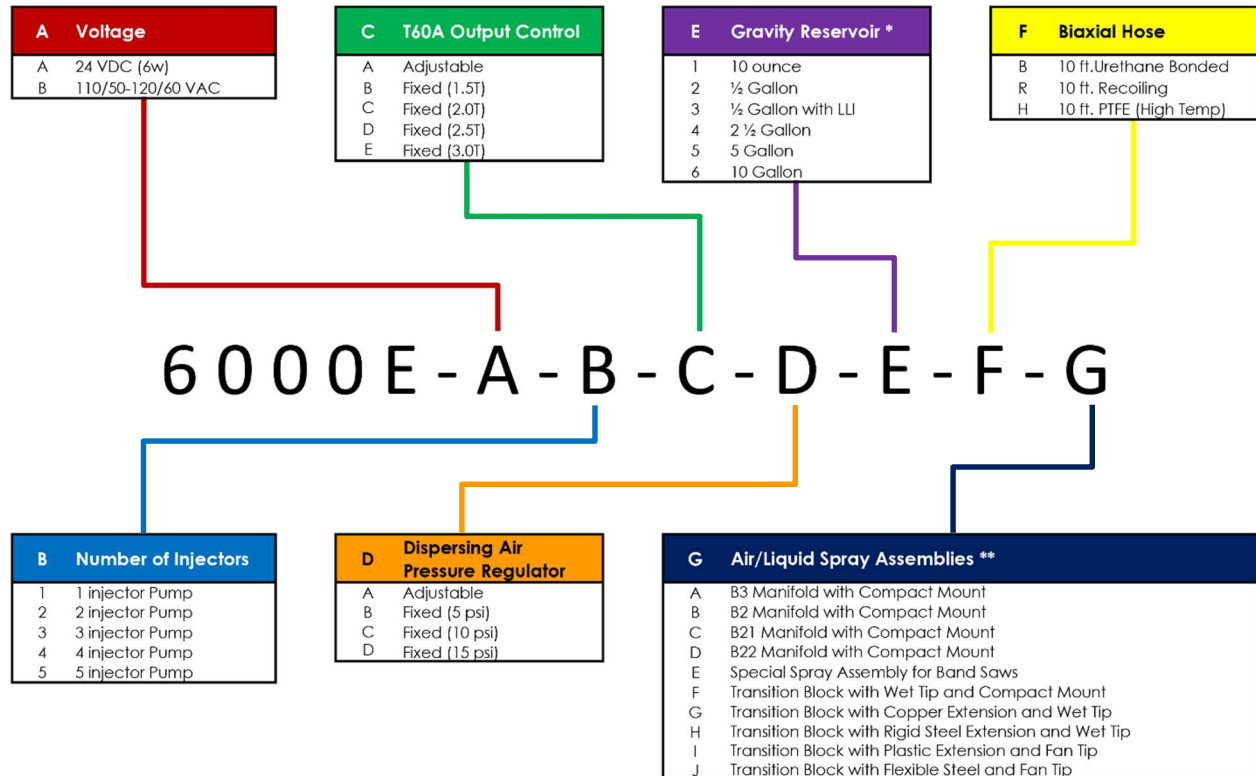 A Voltage
A 24 VDC (6w)
B 110/50-120/60 VAC
C T60A Output Control
A Adjustable
B Fixed (1.5T)
C Fixed (2.0T)
D Fixed (2.5T)
E Fixed (3.0T)
E Gravity Reservoir *
1 10 ounce
2 ½ Gallon
3 ½ Gallon with LLI
4 2 ½ Gallon
5 5 Gallon
6 10 Gallon
F Biaxial Hose
B 10 ft.Urethane Bonded
R 10 ft. Recoiling
H 10 ft. PTFE (High Temp)
6000E-A-B-C-D-E-F-G
B Number of Injectors
1 1 injector Pump
2 2 injector Pump
3 3 injector Pump
4 4 injector Pump
5 5 injector Pump
D Dispersing Air
Pressure Regulator
A Adjustable
B Fixed (5 psi)
C Fixed (10 psi)
D Fixed (15 psi)
G Air/Liquid Spray Assemblies **
A B3 Manifold with Compact Mount
B B2 Manifold with Compact Mount
C B21 Manifold with Compact Mount
D B22 Manifold with Compact Mount
E Special Spray Assembly for Band Saws
F Transition Block with Wet Tip and Compact Mount
G Transition Block with Copper Extension and Wet Tip
H Transition Block with Rigid Steel Extension and Wet Tip
I Transition Block with Plastic Extension and Fan Tip
J Transition Block with Flexible Steel and Fan Tip